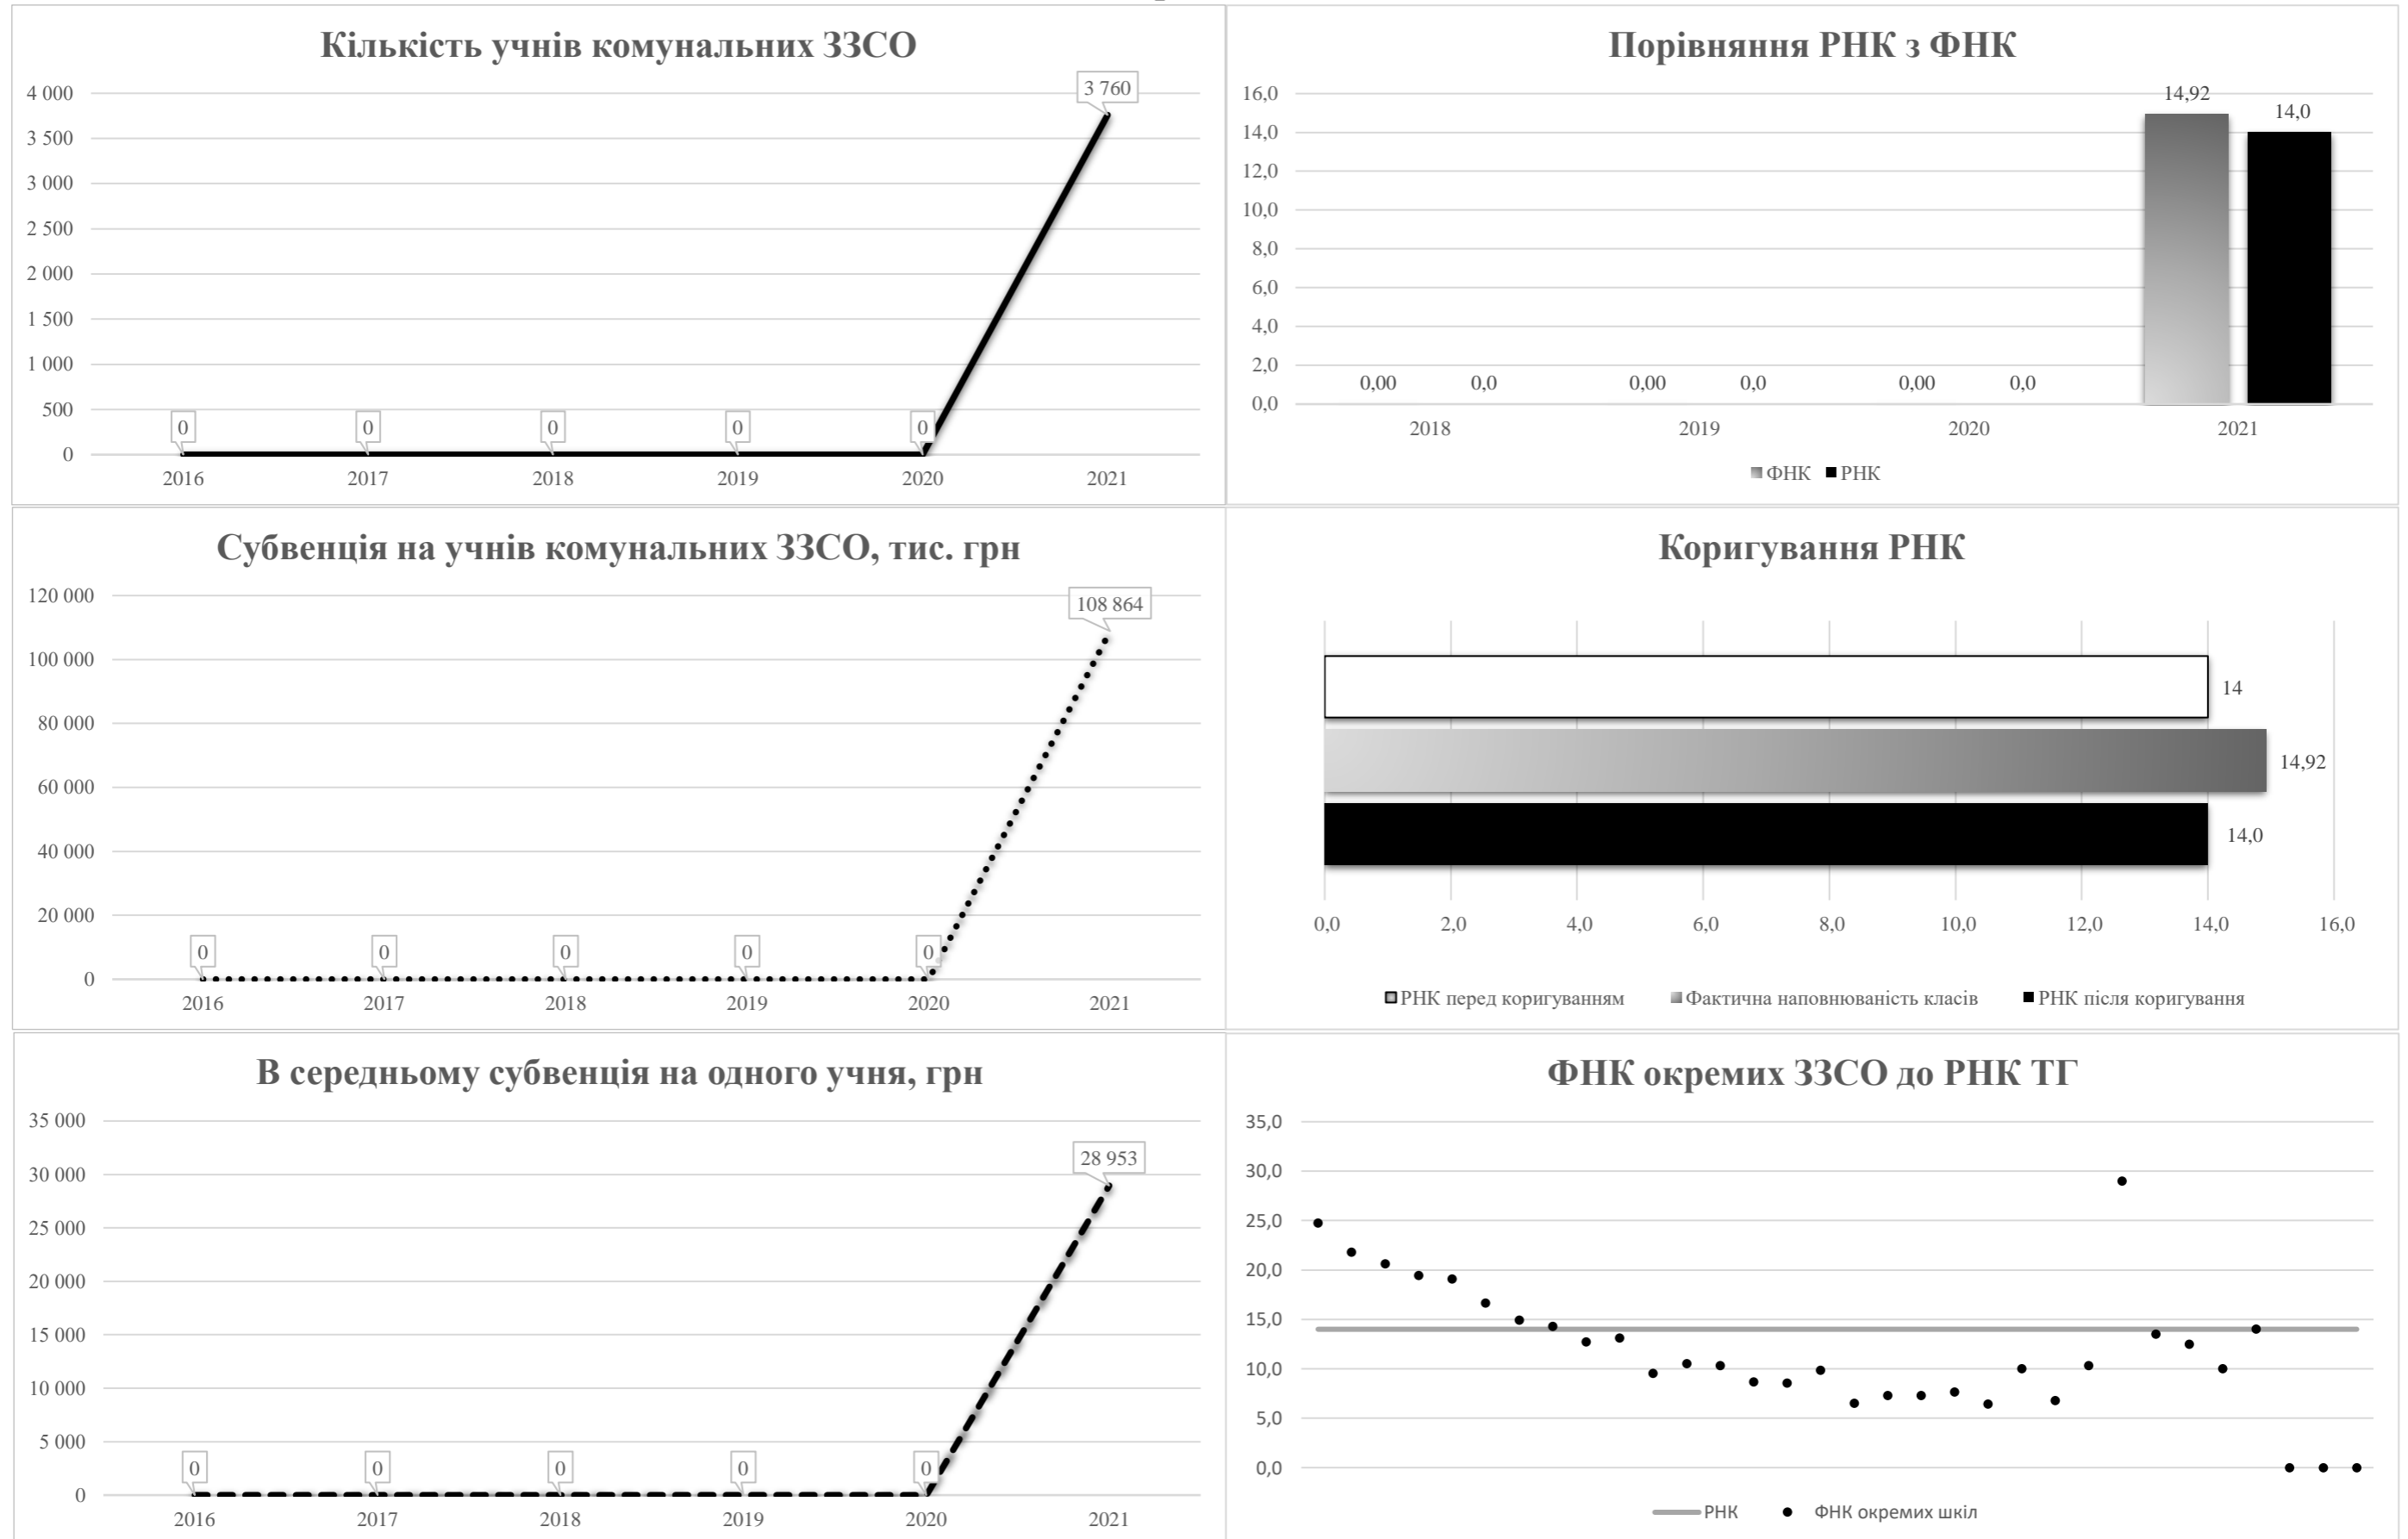 Кількість учнів комунальних ЗЗСО
4 000
3 500
3 000
2 500
2 000
1 500
1 000
500
0
3 760
0 0 0 0 0
2016 2017 2018 2019 2020 2021
Порівняння РНК з ФНК
16,0
14,0
12,0
10,0
8,0
6,0
4,0
2,0
0,0
14,92
14,0
0,00 0,0 0,00 0,0 0,00 0,0
2018 2019 2020 2021
ФНК РНК
Субвенція на учнів комунальних ЗЗСО, тис. грн
120 000
100 000
80 000
60 000
40 000
20 000
0
108 864
0 0 0 0 0
2016 2017 2018 2019 2020 2021
Коригування РНК
14
14,92
14,0
0,0 2,0 4,0 6,0 8,0 10,0 12,0 14,0 16,0
РНК перед коригуванням Фактична наповнюваність класів РНК після коригування
В середньому субвенція на одного учня, грн
35 000
30 000
25 000
20 000
15 000
10 000
5 000
0
28 953
0 0 0 0 0
2016 2017 2018 2019 2020 2021
ФНК окремих ЗЗСО до РНК ТГ
35,0
30,0
25,0
20,0
15,0
10,0
5,0
0,0
РНК ФНК окремих шкіл